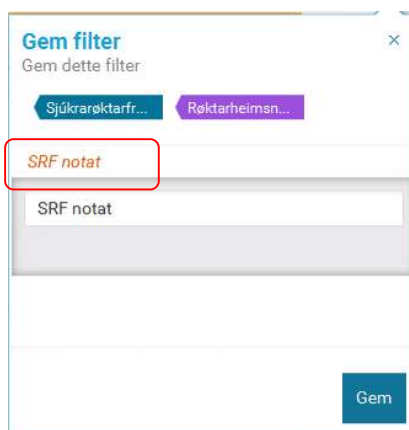 Gem filter
Gem dette filter
Sjúkrarøktarfr... Røktarheimsn...
SRF notat
SRF notat
Gem